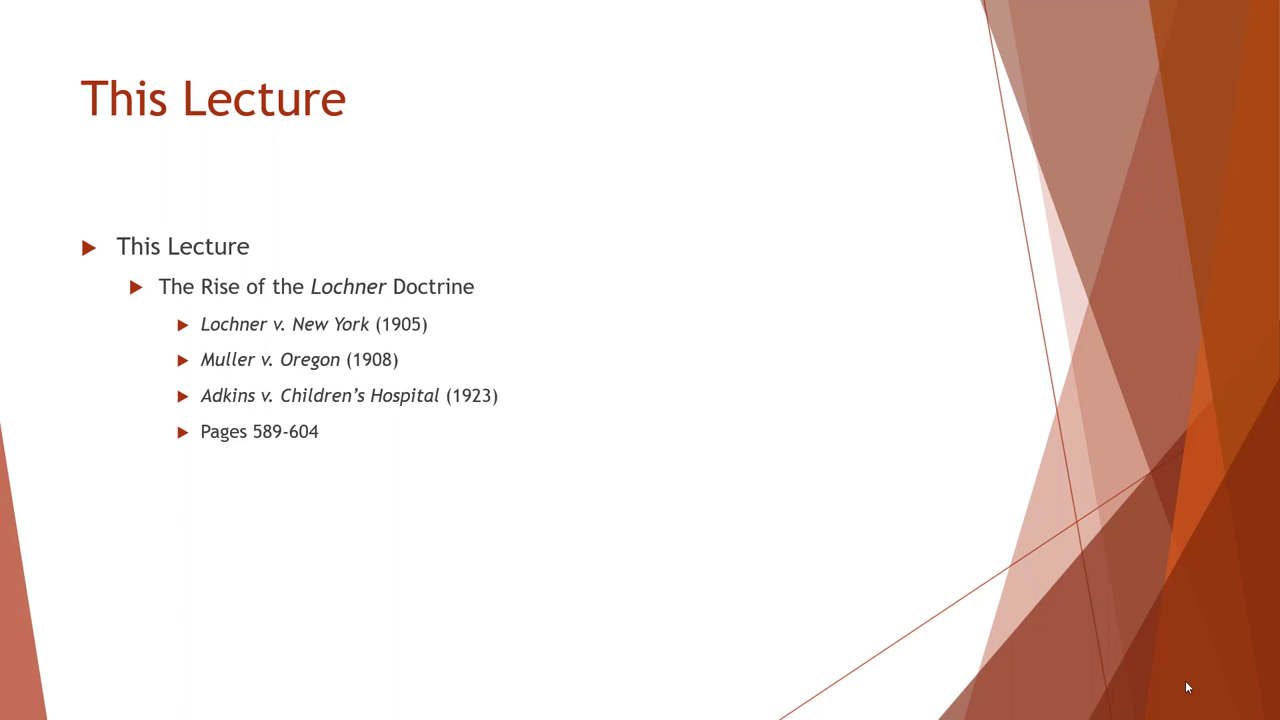 This Lecture
This Lecture
The Rise of the Lochner Doctrine
Lochner v. New York (1905)
Muller v. Oregon (1908)
Adkins v. Children’s Hospital (1923)
Pages 589-604